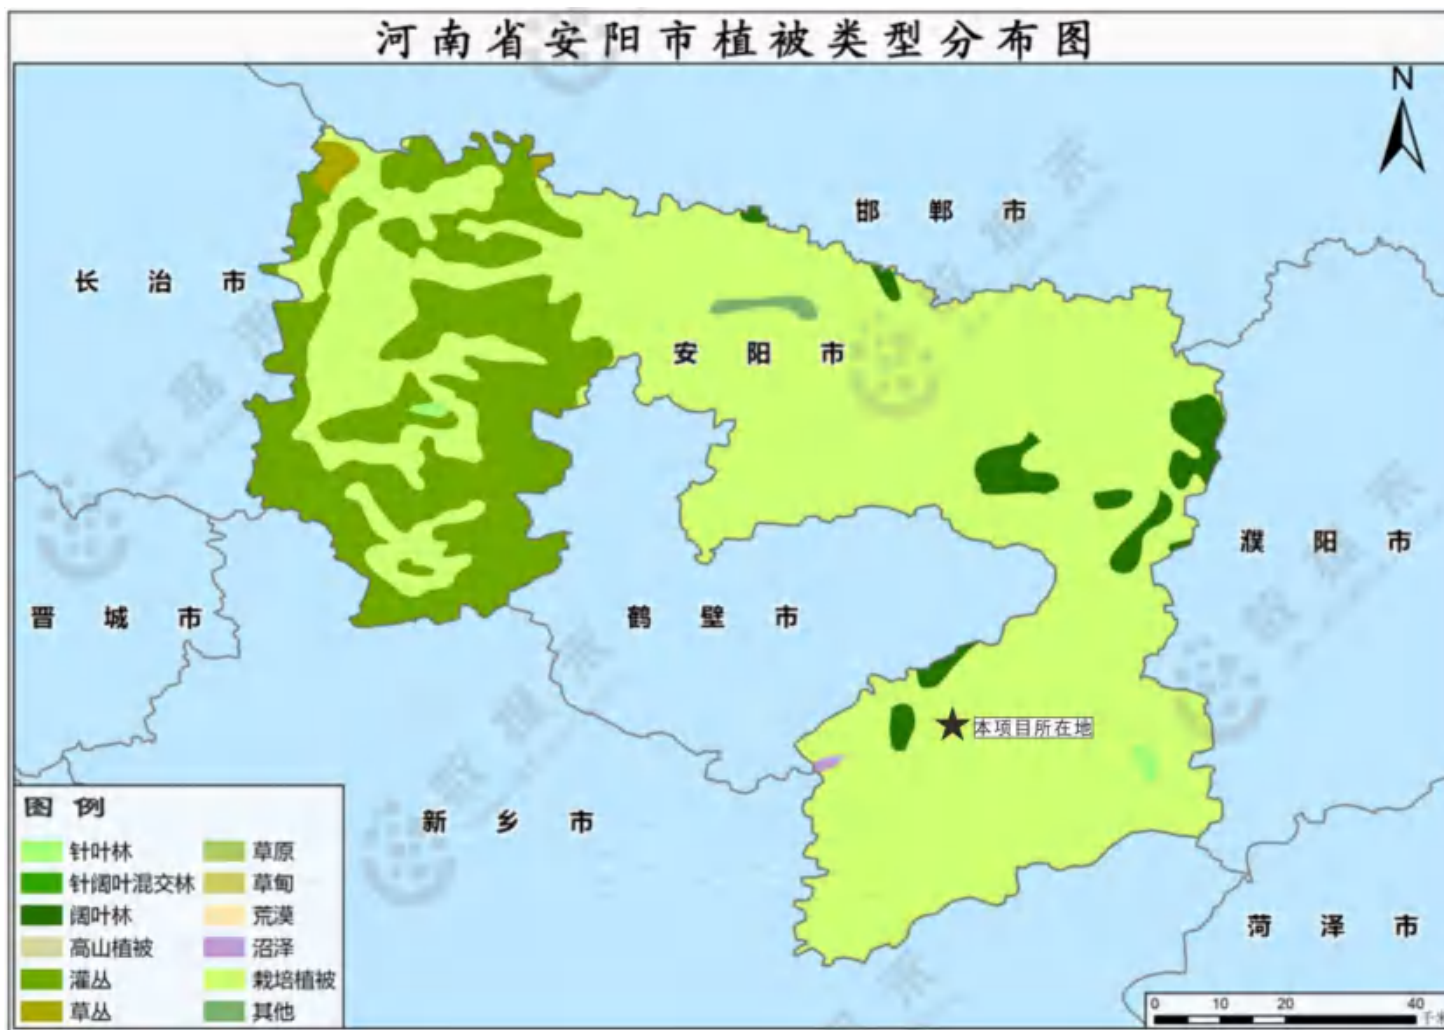 河南省安阳市植被类型分布图
N
邯郸市
长治市
安阳市
濮阳市
晋城市
鹤壁市
本项目所在地
新乡市
菏泽市
图例
针叶林
草原
针阔叶混交林
草甸
阔叶林
荒漠
高山植被
沼泽
灌丛
栽培植被
草丛
其他
0 10 20 40
千米